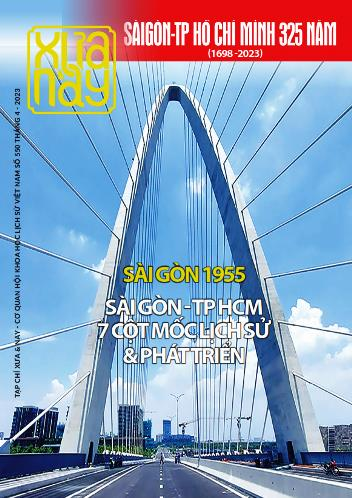 XƯA
NAY
SAIGÒN-TP HỒ CHÍ MINH 325 NĂM
(1698-2023)
TẠP CHÍ XƯA & NAY - CƠ QUAN HỘI KHOA HỌC LỊCH SỬ VIỆT NAM SỐ 550 THÁNG 4 - 2023
SÀI GÒN 1955
SÀI GÒN - TP HCM
7 CỘT MỐC LỊCH SỬ
& PHÁT TRIỂN